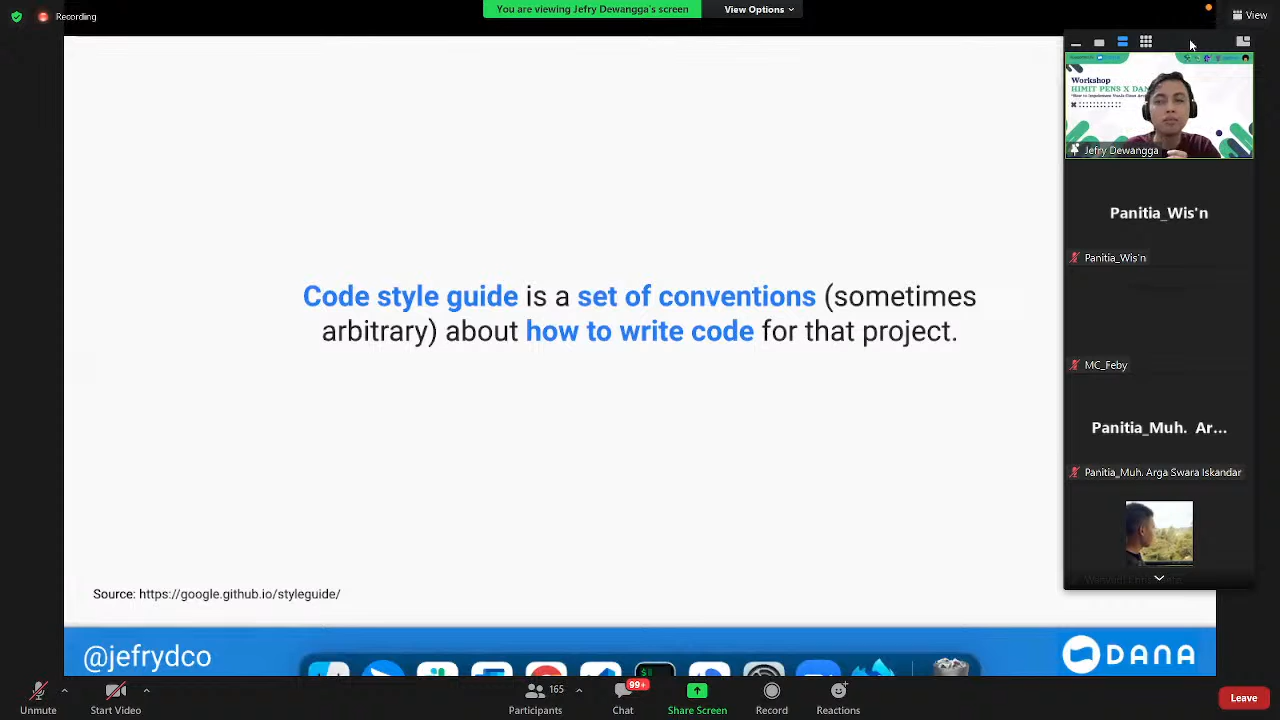 Recording
You are viewing Jefry Dewangga's screen
View Options
View
Workshop
HIMIT PENS X DAN
Jefry Dewangga
Panitia_Wis'n
Panitia_Wis'n
MC_Feby
Panitia_Muh. Ar...
Panitia_Muh. Arga Swara Iskandar
Code style guide is a set of conventions (sometimes
arbitrary) about how to write code for that project.
Source: https://google.github.io/styleguide/
@jefrydco
DANA
Unmute
Start Video
165
Participants
99+
Chat
Share Screen
Record
Reactions
Leave